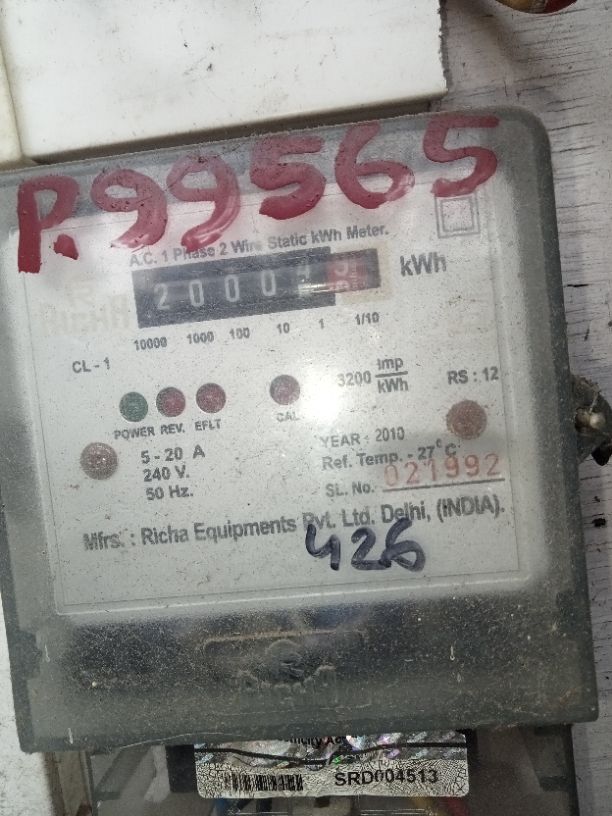 P.99565
A.C. 1 Phase 2 Wire Static kWh Meter.
2000 kWh
10000 1000 100 10 1 1/10
CL - 1
3200 imp/kWh
RS : 12
POWER REV. EFLT CAL
5 - 20 A
240 V.
50 Hz.
YEAR : 2010
Ref. Temp. - 27°C
SL. No. 021992
Mfrs. : Richa Equipments Pvt. Ltd. Delhi, (INDIA).
426
SRD004513